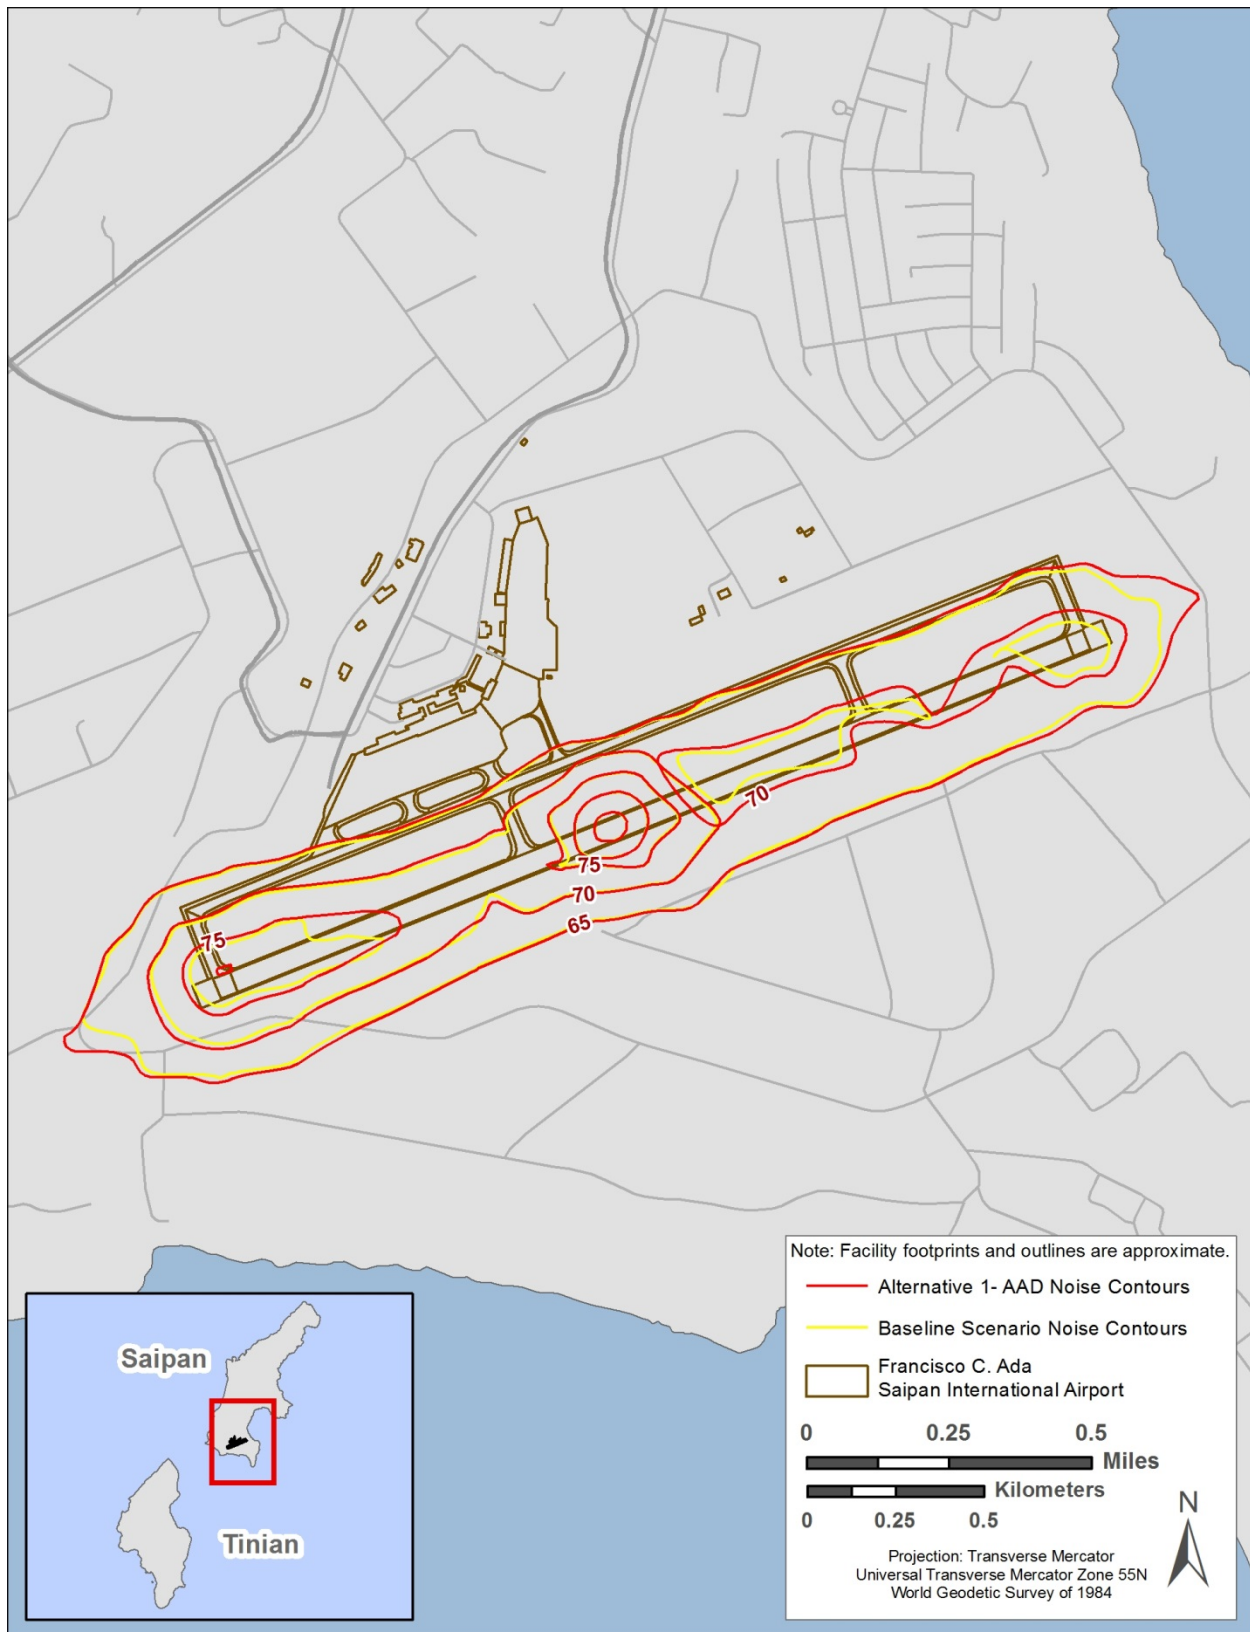 70
75
70
65
75
Note: Facility footprints and outlines are approximate.
Alternative 1- AAD Noise Contours
Baseline Scenario Noise Contours
Francisco C. Ada
Saipan International Airport
0 0.25 0.5
Miles
Kilometers
0 0.25 0.5
N
Projection: Transverse Mercator
Universal Transverse Mercator Zone 55N
World Geodetic Survey of 1984
Saipan
Tinian